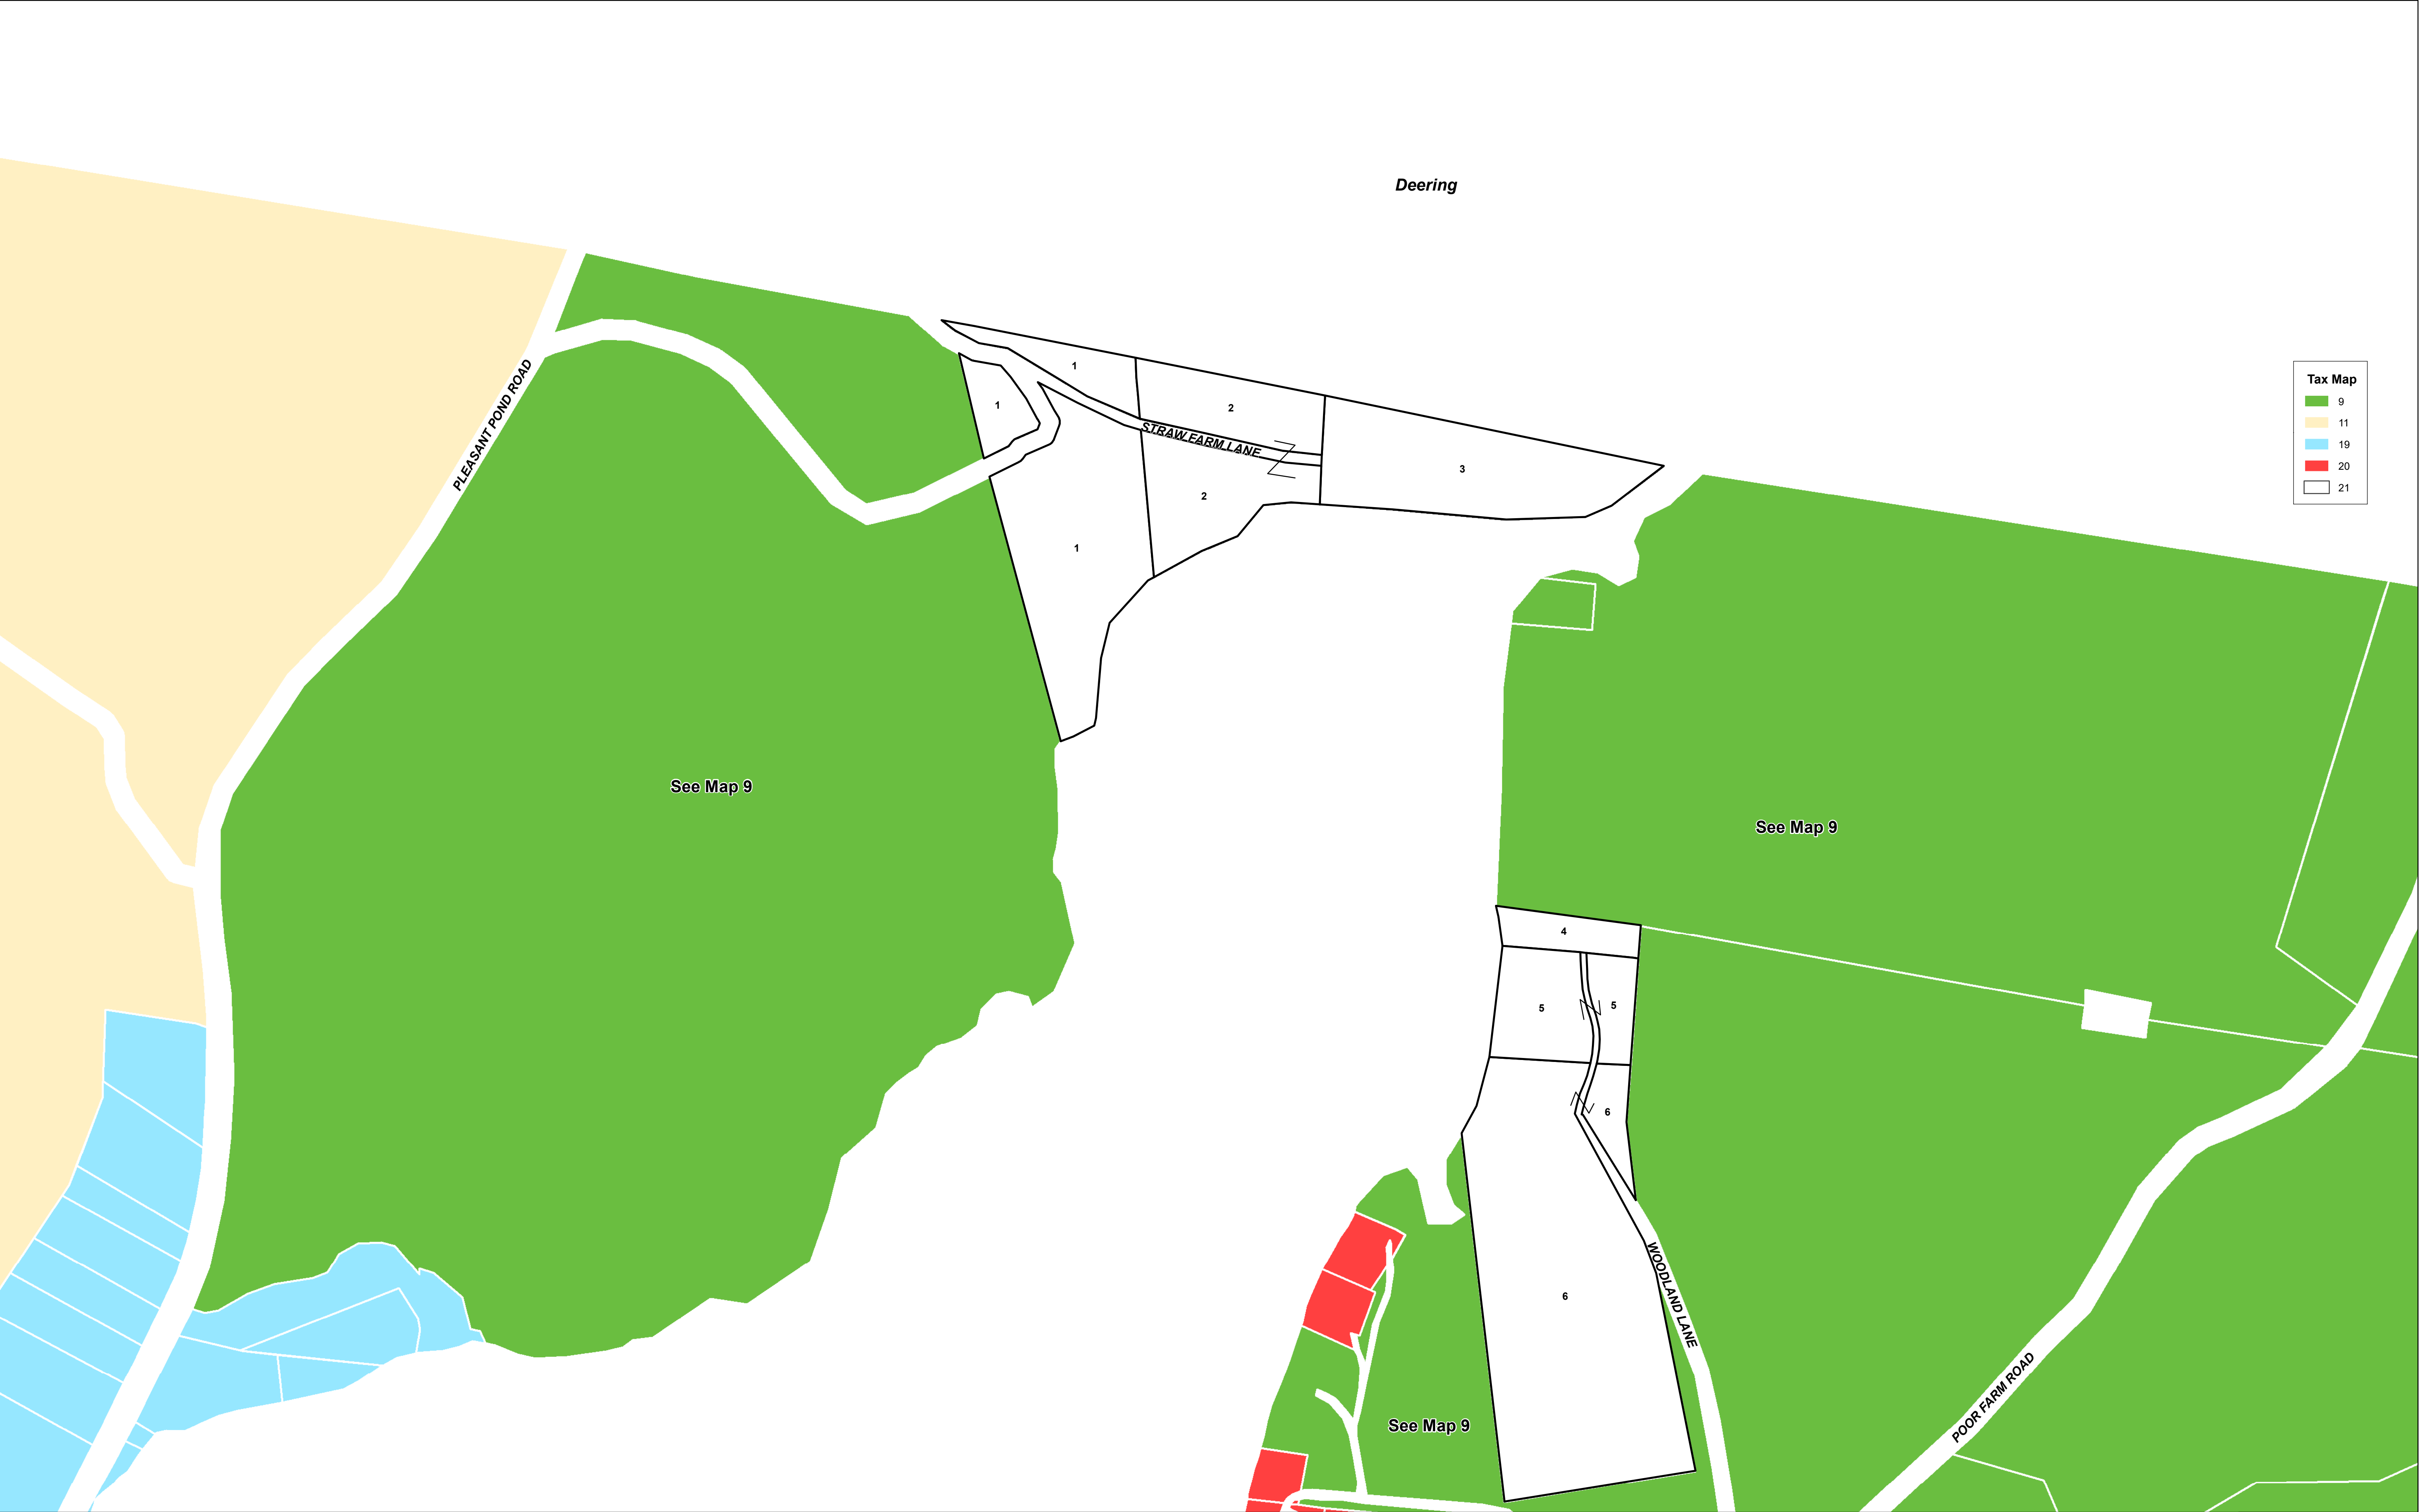 Deering
PLEASANT POND ROAD
1
1
2
STRAW FARM LANE
3
2
1
Tax Map
9
11
19
20
21
See Map 9
See Map 9
4
5
5
6
6
WOODLAND LANE
POOR FARM ROAD
See Map 9